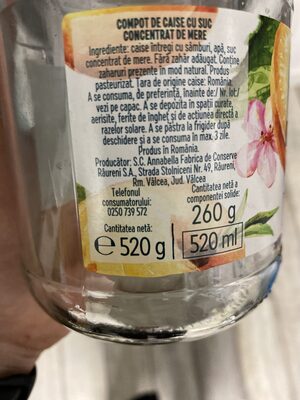 COMPOT DE CAISE CU SUC
CONCENTRAT DE MERE
Ingrediente: caise întregi cu sâmburi, apă, suc
concentrat de mere. Fără zahăr adăugat. Conține
zaharuri prezente în mod natural. Produs
pasteurizat. Țara de origine caise: România.
A se consuma, de preferință, înainte de:/ Nr. lot:/
vezi pe capac. A se depozita în spații curate,
aerisite, ferite de îngheț și de acțiunea directă a
razelor solare. A se păstra la frigider după
deschidere și a se consuma în max. 3 zile.
Produs în România.
Producător: S.C. Annabella Fabrica de Conserve
Râureni S.A., Strada Stolniceni Nr. 49, Râureni,
Rm. Vâlcea, Jud. Vâlcea
Telefonul
consumatorului:
0250 739 572
Cantitatea netă a
componentei solide:
260 g
Cantitatea netă:
e 520 g 520 ml